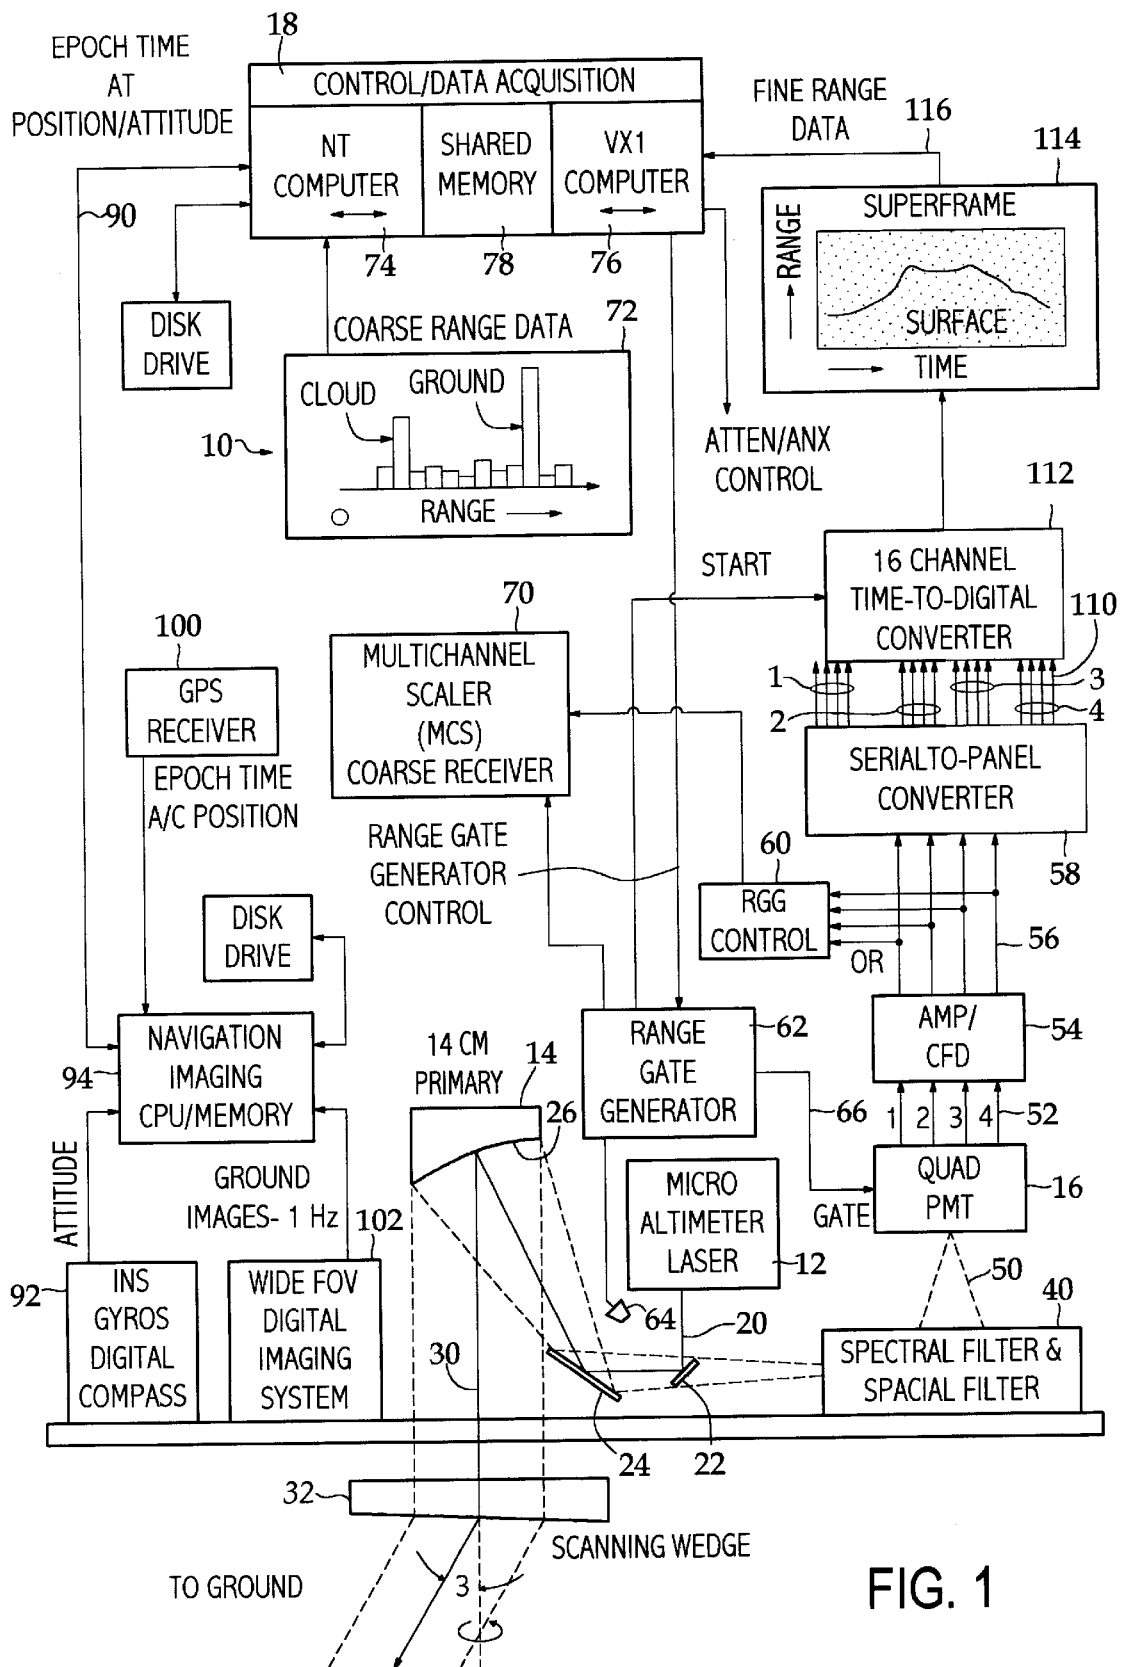 18
EPOCH TIME
AT
POSITION/ATTITUDE
CONTROL/DATA ACQUISITION
NT
COMPUTER
SHARED
MEMORY
VX1
COMPUTER
74
78
76
90
FINE RANGE
DATA
116
114
SUPERFRAME
RANGE
SURFACE
TIME
DISK
DRIVE
COARSE RANGE DATA
72
CLOUD
GROUND
RANGE
10
ATTEN/ANX
CONTROL
112
START
16 CHANNEL
TIME-TO-DIGITAL
CONVERTER
110
1
2
3
4
70
MULTICHANNEL
SCALER
(MCS)
COARSE RECEIVER
100
GPS
RECEIVER
EPOCH TIME
A/C POSITION
SERIALTO-PANEL
CONVERTER
58
RANGE GATE
GENERATOR
CONTROL
60
RGG
CONTROL
OR
56
DISK
DRIVE
AMP/
CFD
54
NAVIGATION
IMAGING
CPU/MEMORY
94
14 CM
PRIMARY
14
26
RANGE
GATE
GENERATOR
62
66
1
2
3
4
52
ATTITUDE
GROUND
IMAGES- 1 Hz
MICRO
ALTIMETER
LASER
12
QUAD
PMT
16
GATE
92
INS
GYROS
DIGITAL
COMPASS
102
WIDE FOV
DIGITAL
IMAGING
SYSTEM
64
20
50
40
SPECTRAL FILTER &
SPACIAL FILTER
30
24
22
32
SCANNING WEDGE
TO GROUND
3
FIG. 1